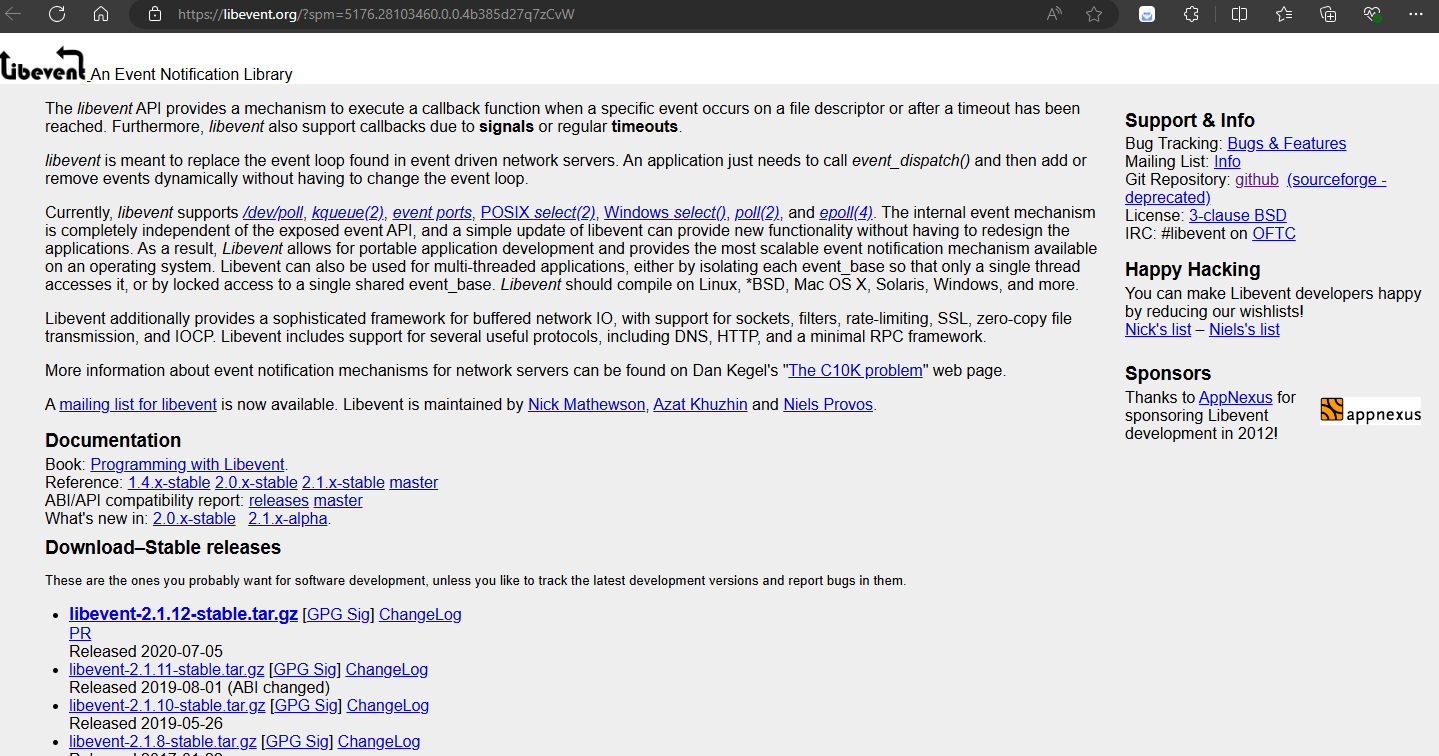 https://libevent.org/?spm=5176.28103460.0.0.4b385d27q7zCvW
Libevent An Event Notification Library
The libevent API provides a mechanism to execute a callback function when a specific event occurs on a file descriptor or after a timeout has been
reached. Furthermore, libevent also support callbacks due to signals or regular timeouts.
libevent is meant to replace the event loop found in event driven network servers. An application just needs to call event_dispatch() and then add or
remove events dynamically without having to change the event loop.
Currently, libevent supports /dev/poll, kqueue(2), event ports, POSIX select(2), Windows select(), poll(2), and epoll(4). The internal event mechanism
is completely independent of the exposed event API, and a simple update of libevent can provide new functionality without having to redesign the
applications. As a result, Libevent allows for portable application development and provides the most scalable event notification mechanism available
on an operating system. Libevent can also be used for multi-threaded applications, either by isolating each event_base so that only a single thread
accesses it, or by locked access to a single shared event_base. Libevent should compile on Linux, *BSD, Mac OS X, Solaris, Windows, and more.
Libevent additionally provides a sophisticated framework for buffered network IO, with support for sockets, filters, rate-limiting, SSL, zero-copy file
transmission, and IOCP. Libevent includes support for several useful protocols, including DNS, HTTP, and a minimal RPC framework.
More information about event notification mechanisms for network servers can be found on Dan Kegel's "The C10K problem" web page.
A mailing list for libevent is now available. Libevent is maintained by Nick Mathewson, Azat Khuzhin and Niels Provos.
Documentation
Book: Programming with Libevent.
Reference: 1.4.x-stable 2.0.x-stable 2.1.x-stable master
ABI/API compatibility report: releases master
What's new in: 2.0.x-stable 2.1.x-alpha.
Download–Stable releases
These are the ones you probably want for software development, unless you like to track the latest development versions and report bugs in them.
• libevent-2.1.12-stable.tar.gz [GPG Sig] ChangeLog
PR
Released 2020-07-05
• libevent-2.1.11-stable.tar.gz [GPG Sig] ChangeLog
Released 2019-08-01 (ABI changed)
• libevent-2.1.10-stable.tar.gz [GPG Sig] ChangeLog
Released 2019-05-26
• libevent-2.1.8-stable.tar.gz [GPG Sig] ChangeLog
Support & Info
Bug Tracking: Bugs & Features
Mailing List: Info
Git Repository: github (sourceforge -
deprecated)
License: 3-clause BSD
IRC: #libevent on OFTC
Happy Hacking
You can make Libevent developers happy
by reducing our wishlists!
Nick's list – Niels's list
Sponsors
Thanks to AppNexus for
sponsoring Libevent
development in 2012!
appnexus